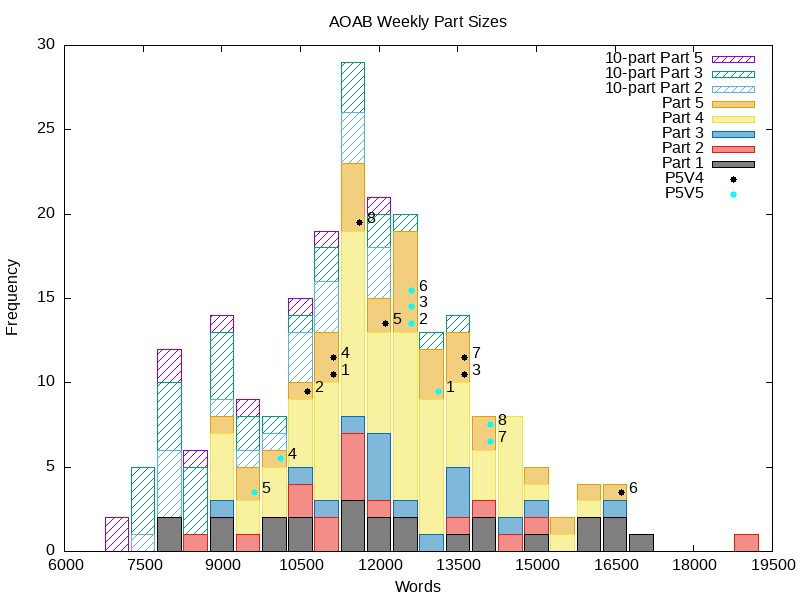 AOAB Weekly Part Sizes
30
25
20
15
10
5
0
Frequency
10-part Part 5
10-part Part 3
10-part Part 2
Part 5
Part 4
Part 3
Part 2
Part 1
P5V4
P5V5
8
5
6
3
2
4
1
2
7
3
1
8
7
4
5
6
6000
7500
9000
10500
12000
13500
15000
16500
18000
19500
Words